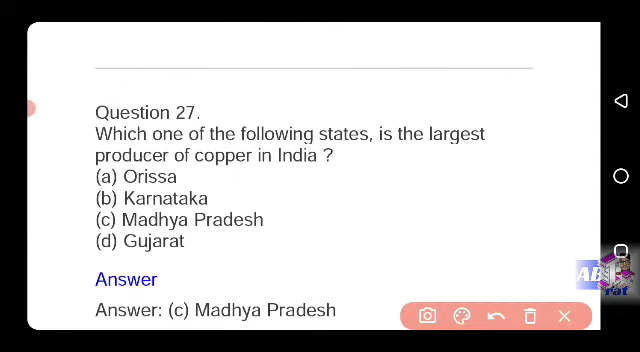 Question 27.
Which one of the following states, is the largest
producer of copper in India ?
(a) Orissa
(b) Karnataka
(c) Madhya Pradesh
(d) Gujarat
Answer
Answer: (c) Madhya Pradesh